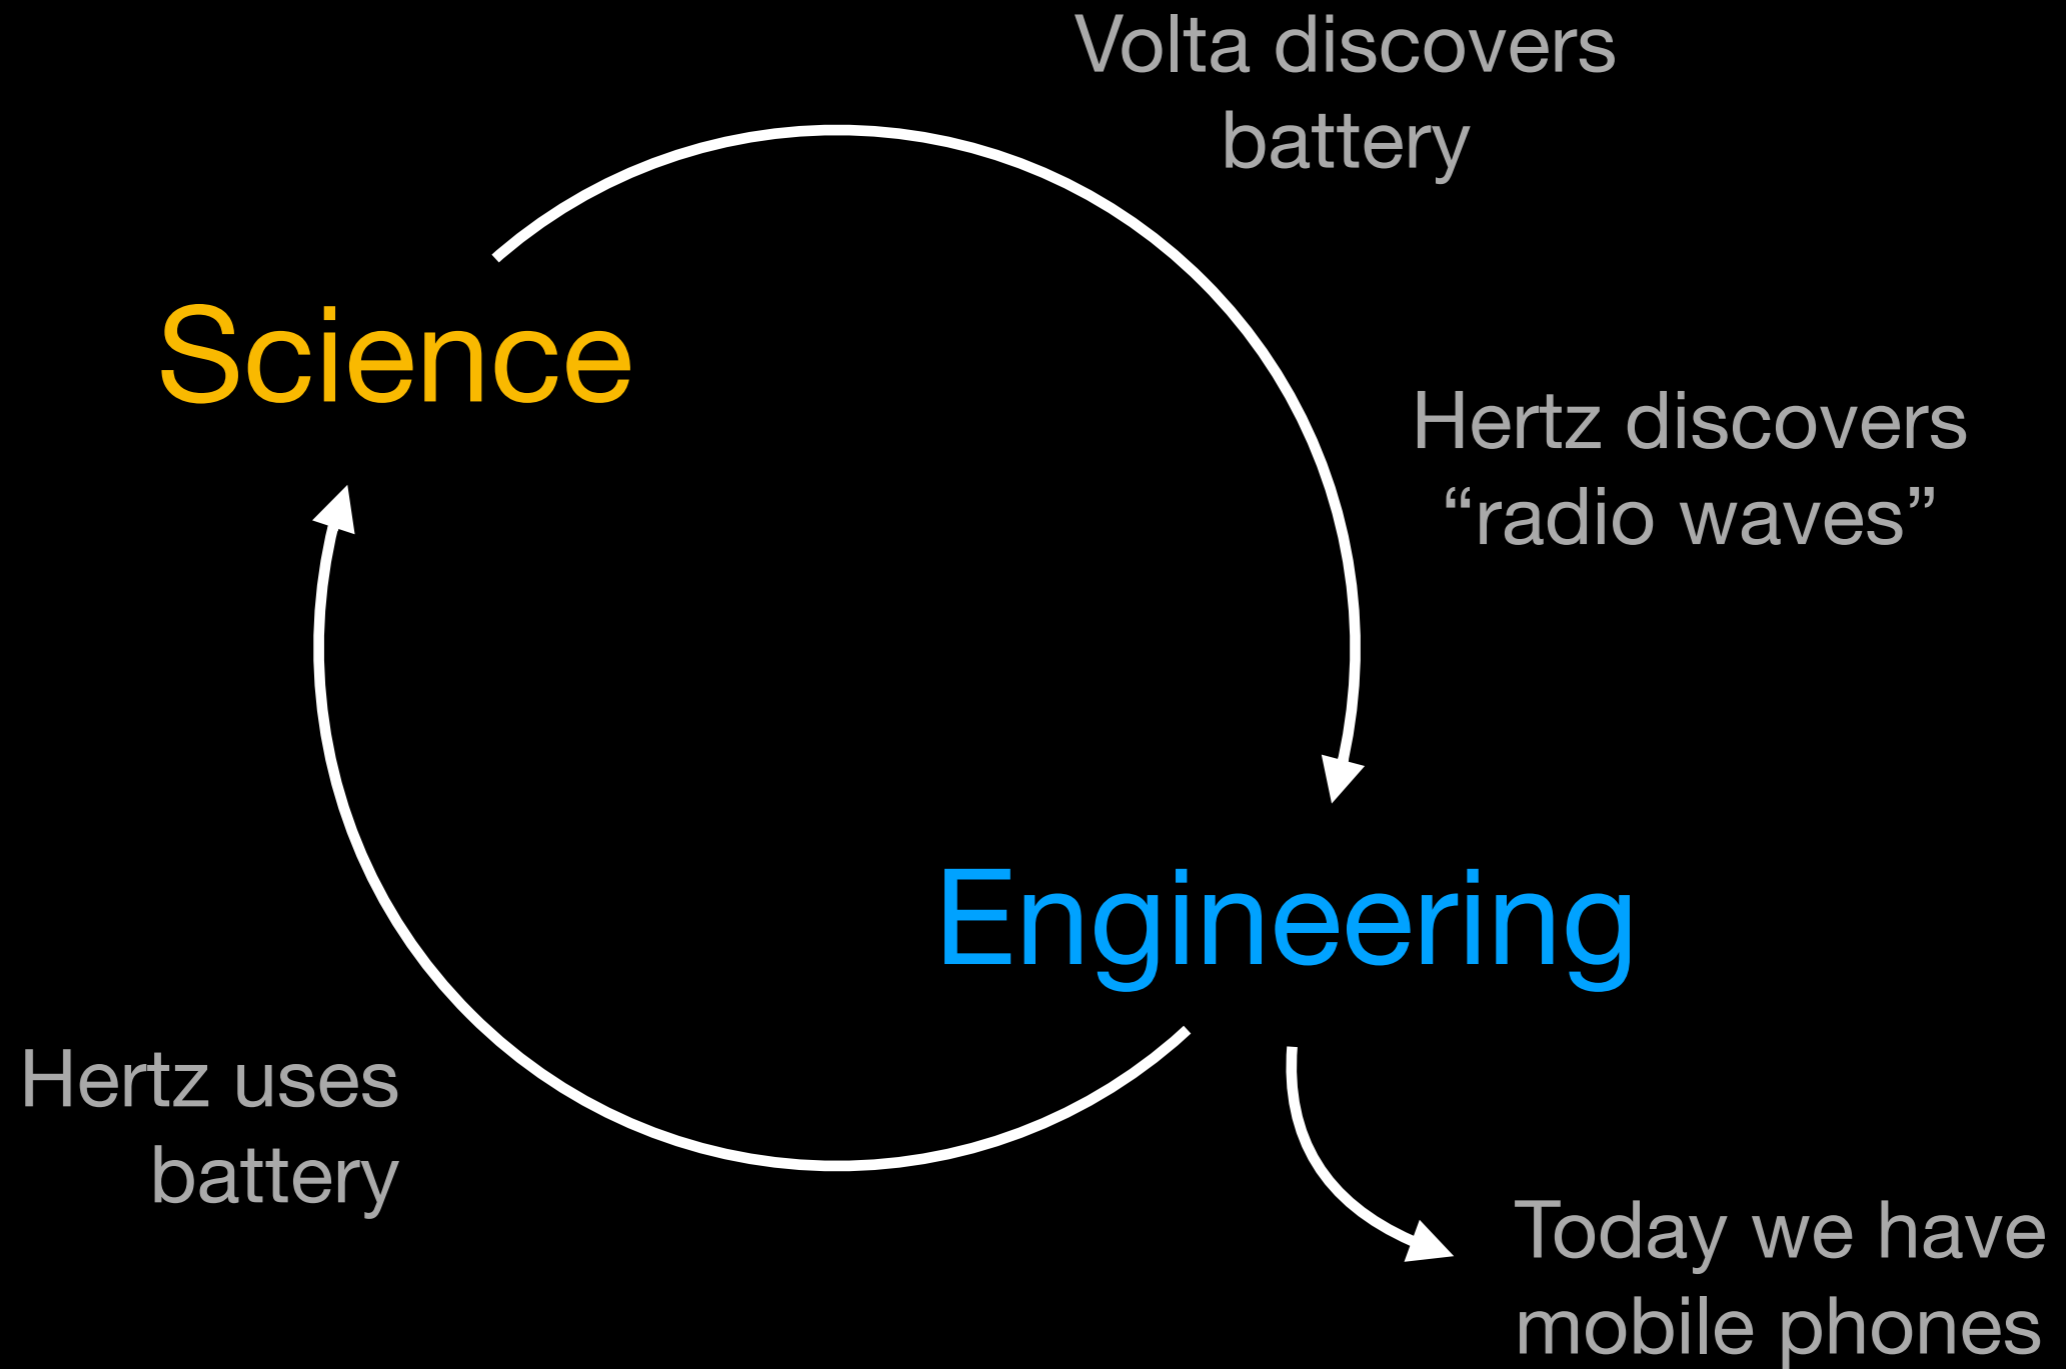 Volta discovers
battery
Science
Hertz discovers
“radio waves”
Engineering
Hertz uses
battery
Today we have
mobile phones